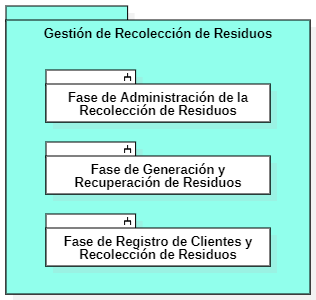 Gestión de Recolección de Residuos
Fase de Administración de la
Recolección de Residuos
Fase de Generación y
Recuperación de Residuos
Fase de Registro de Clientes y
Recolección de Residuos